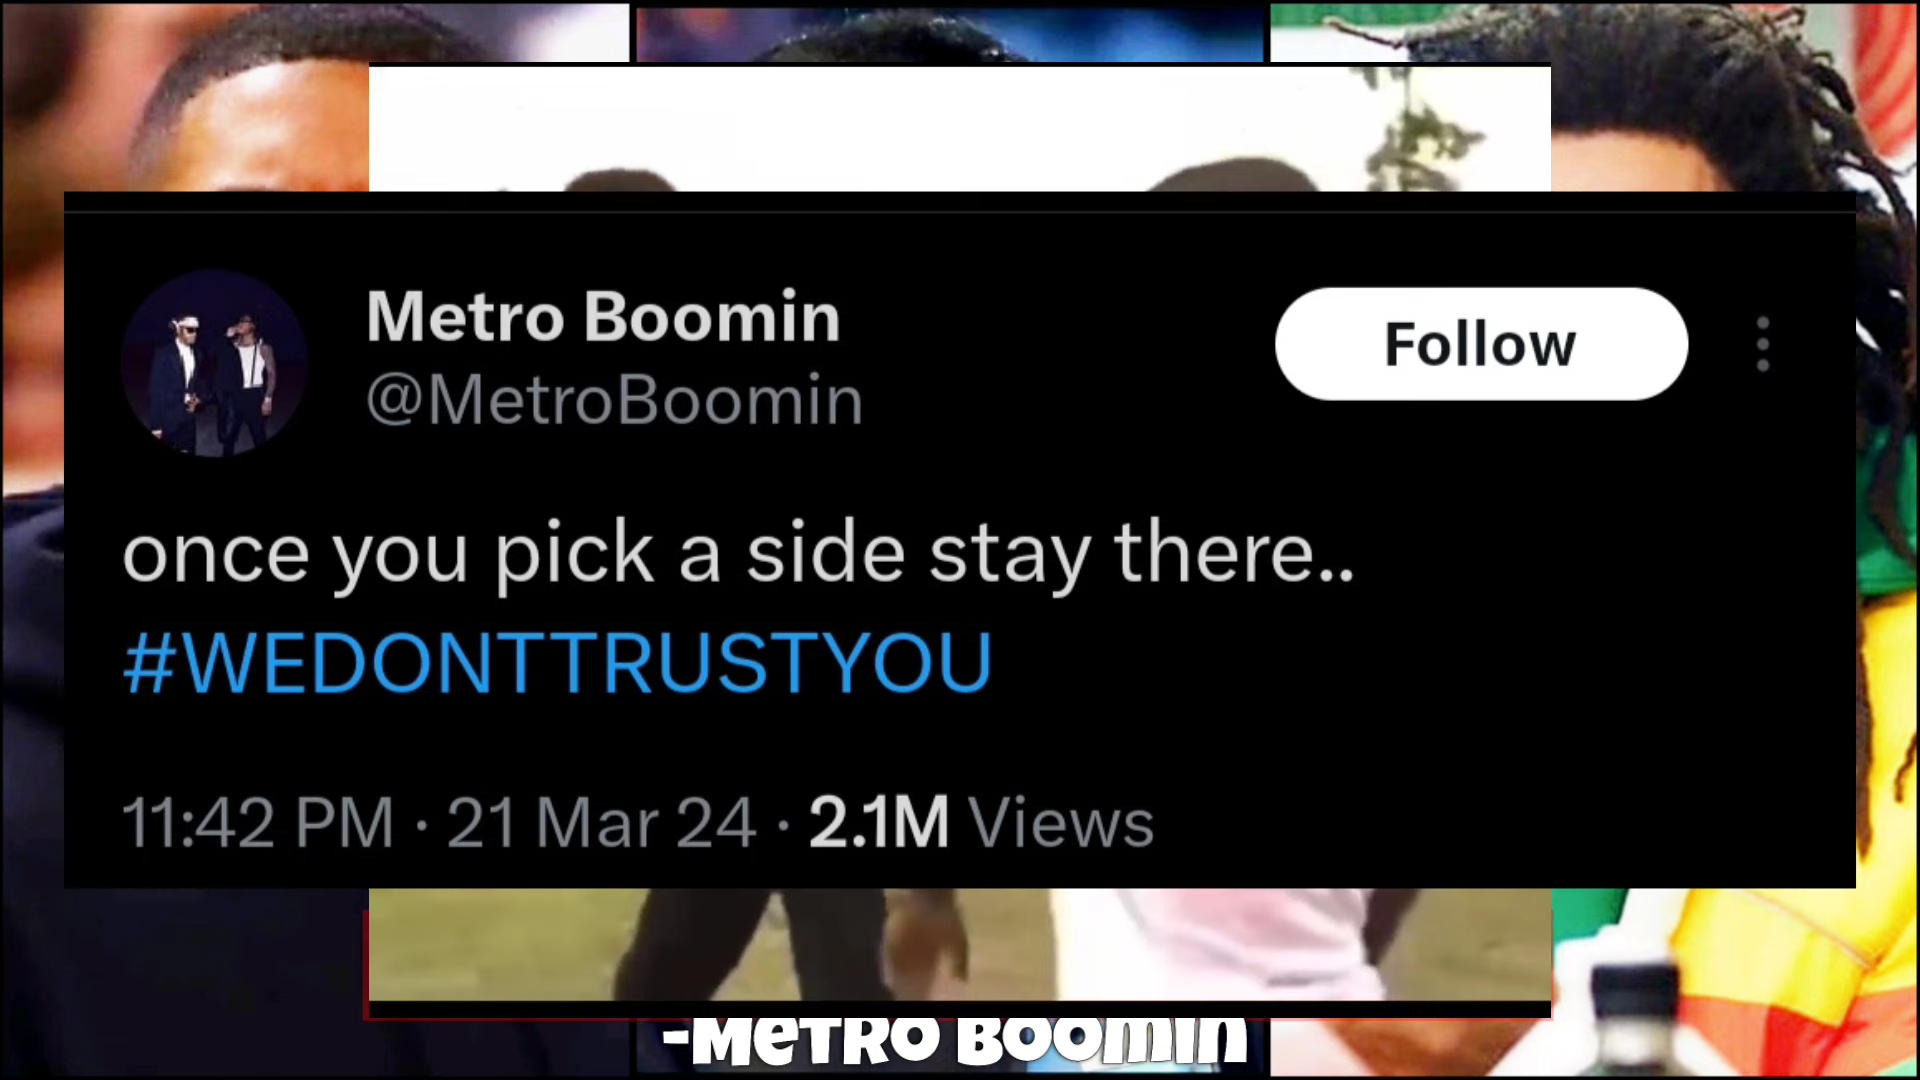 Metro Boomin
@MetroBoomin
Follow
once you pick a side stay there..
#WEDONTTRUSTYOU
11:42 PM · 21 Mar 24 · 2.1M Views
-METRO BOOMIN